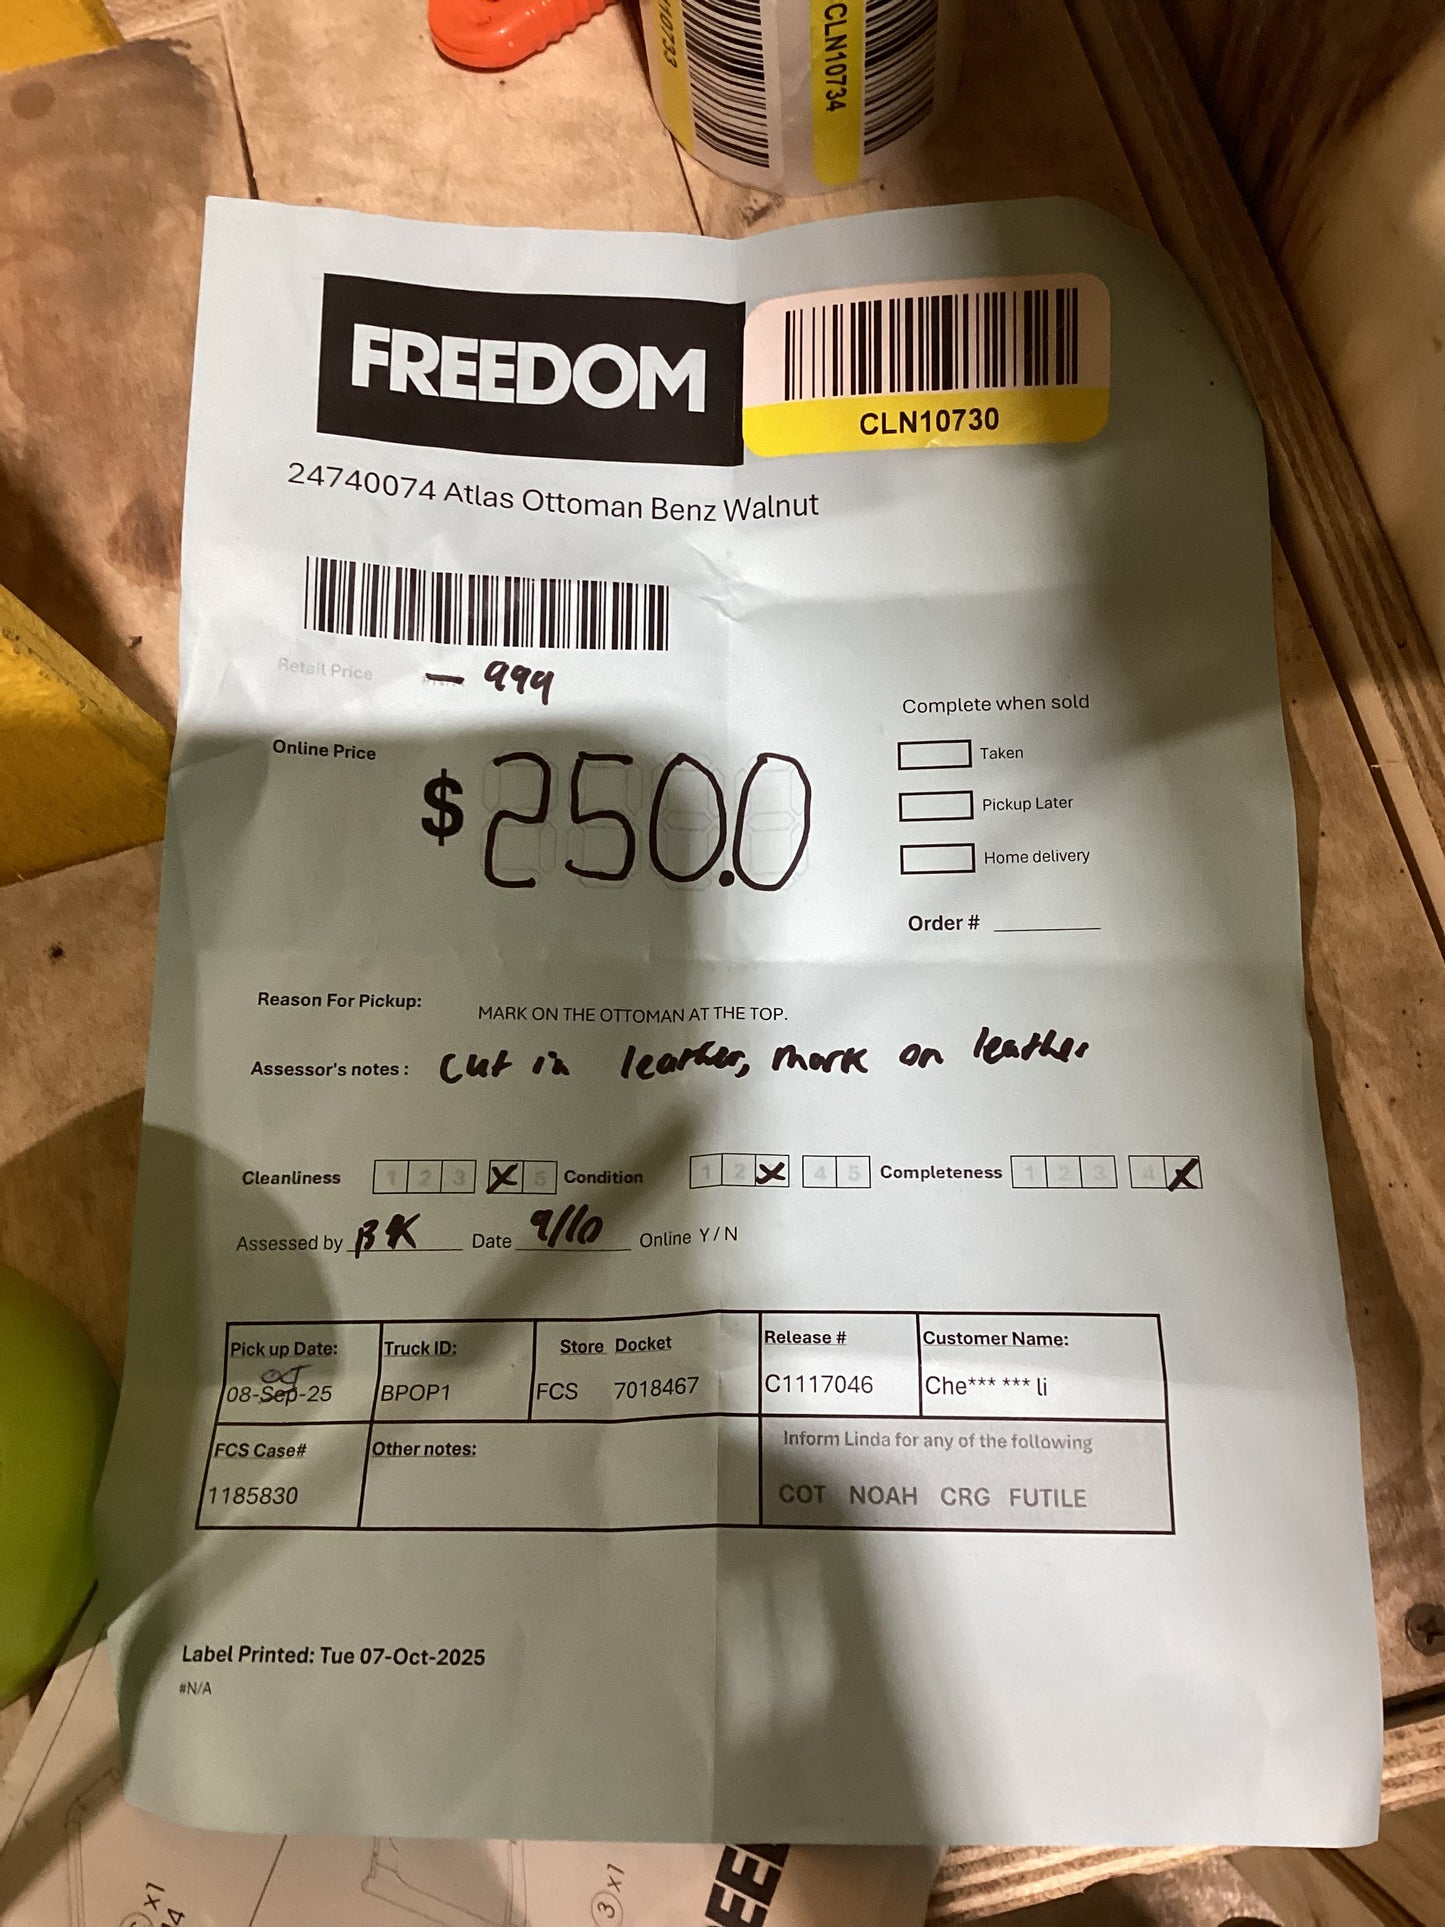 10733
CLN10734
FREEDOM
CLN10730
24740074 Atlas Ottoman Benz Walnut
Retail Price — 999
Complete when sold
Online Price $250.0
Taken
Pickup Later
Home delivery
Order #
Reason For Pickup: MARK ON THE OTTOMAN AT THE TOP.
Assessor's notes: Cut in leather, mark on leather
Cleanliness 1 2 3 X 5 Condition 1 2 X 4 5 Completeness 1 2 3 4 X
Assessed by BK Date 9/10 Online Y / N
Pick up Date: Truck ID: Store Docket Release # Customer Name:
oct
08-Sep-25 BPOP1 FCS 7018467 C1117046 Che*** *** li
FCS Case# Other notes: Inform Linda for any of the following
1185830 COT NOAH CRG FUTILE
Label Printed: Tue 07-Oct-2025
#N/A
x1
3 x1